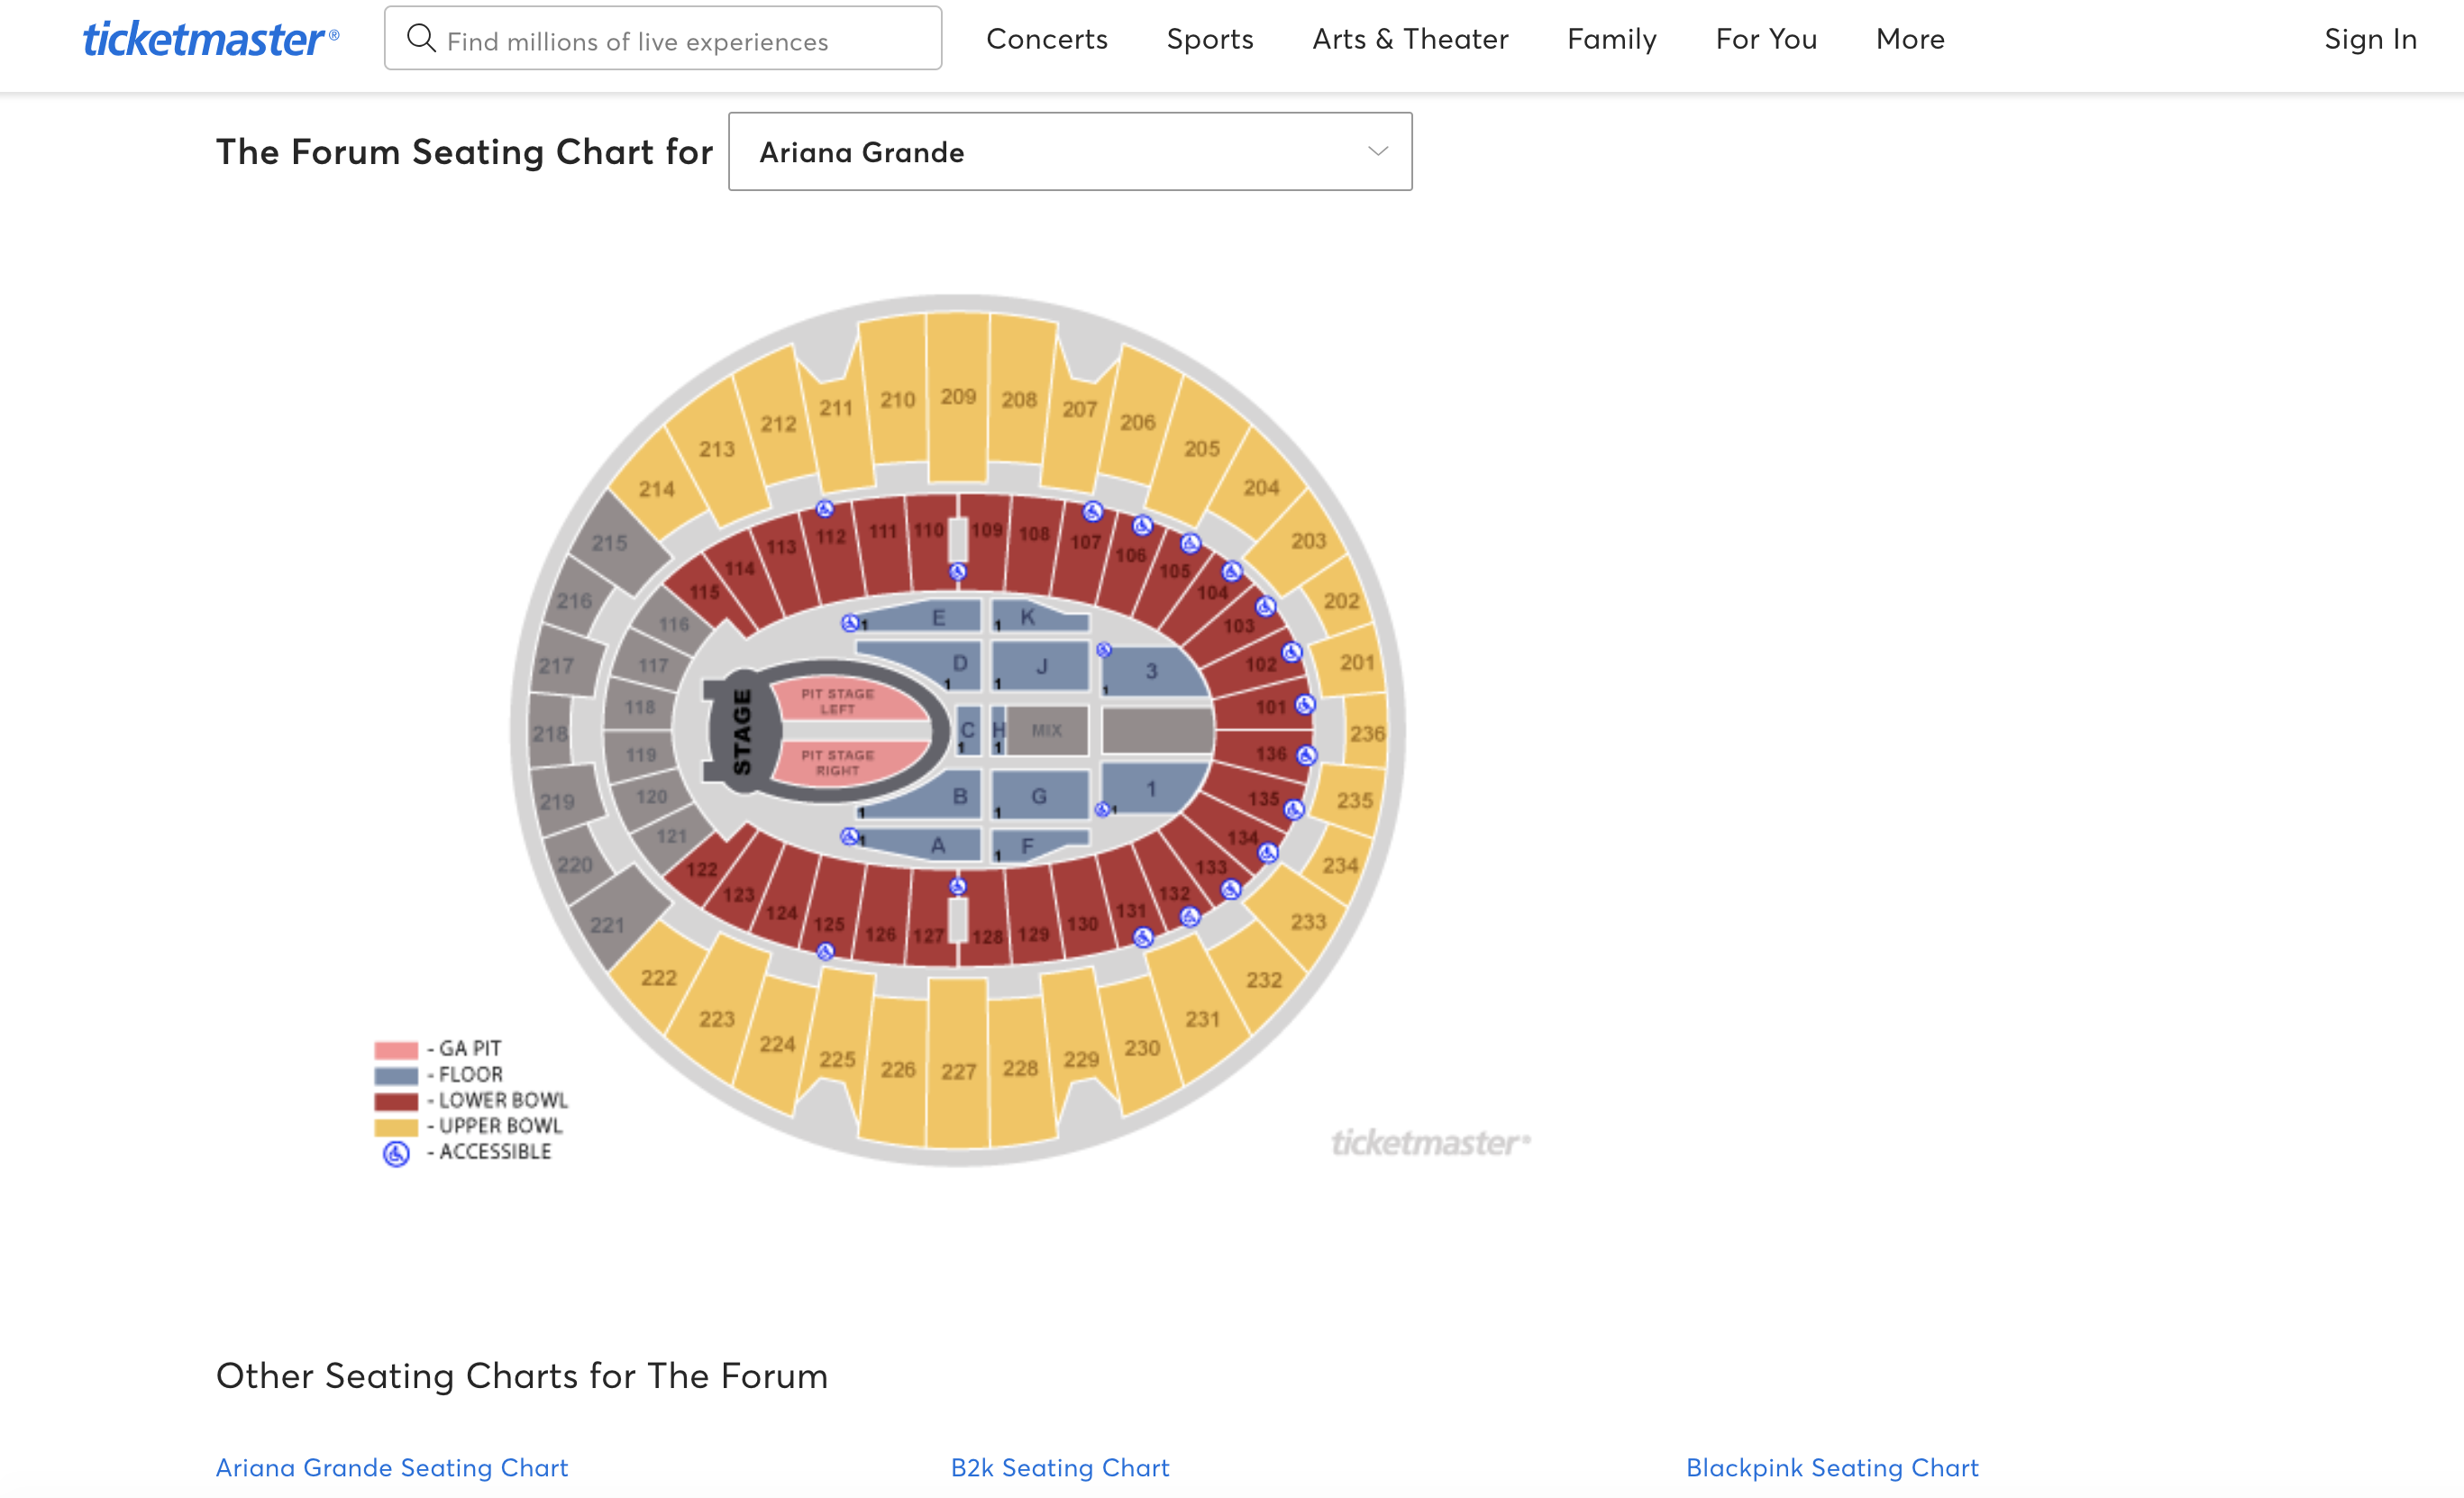 ticketmaster®
Find millions of live experiences
Concerts
Sports
Arts & Theater
Family
For You
More
Sign In
The Forum Seating Chart for
Ariana Grande
210
209
208
211
207
212
206
213
205
214
204
215
203
216
202
217
201
218
236
219
235
220
234
221
233
222
232
223
231
224
230
225
229
226
227
228
115
114
113
112
111
110
109
108
107
106
105
104
103
102
101
136
135
134
133
132
131
130
129
128
127
126
125
124
123
122
116
117
118
119
120
121
1
E
1
K
D
1
J
1
3
1
STAGE
PIT STAGE
LEFT
PIT STAGE
RIGHT
C
1
H
1
MIX
B
1
G
1
1
1
1
A
1
F
- GA PIT
- FLOOR
- LOWER BOWL
- UPPER BOWL
- ACCESSIBLE
ticketmaster®
Other Seating Charts for The Forum
Ariana Grande Seating Chart
B2k Seating Chart
Blackpink Seating Chart